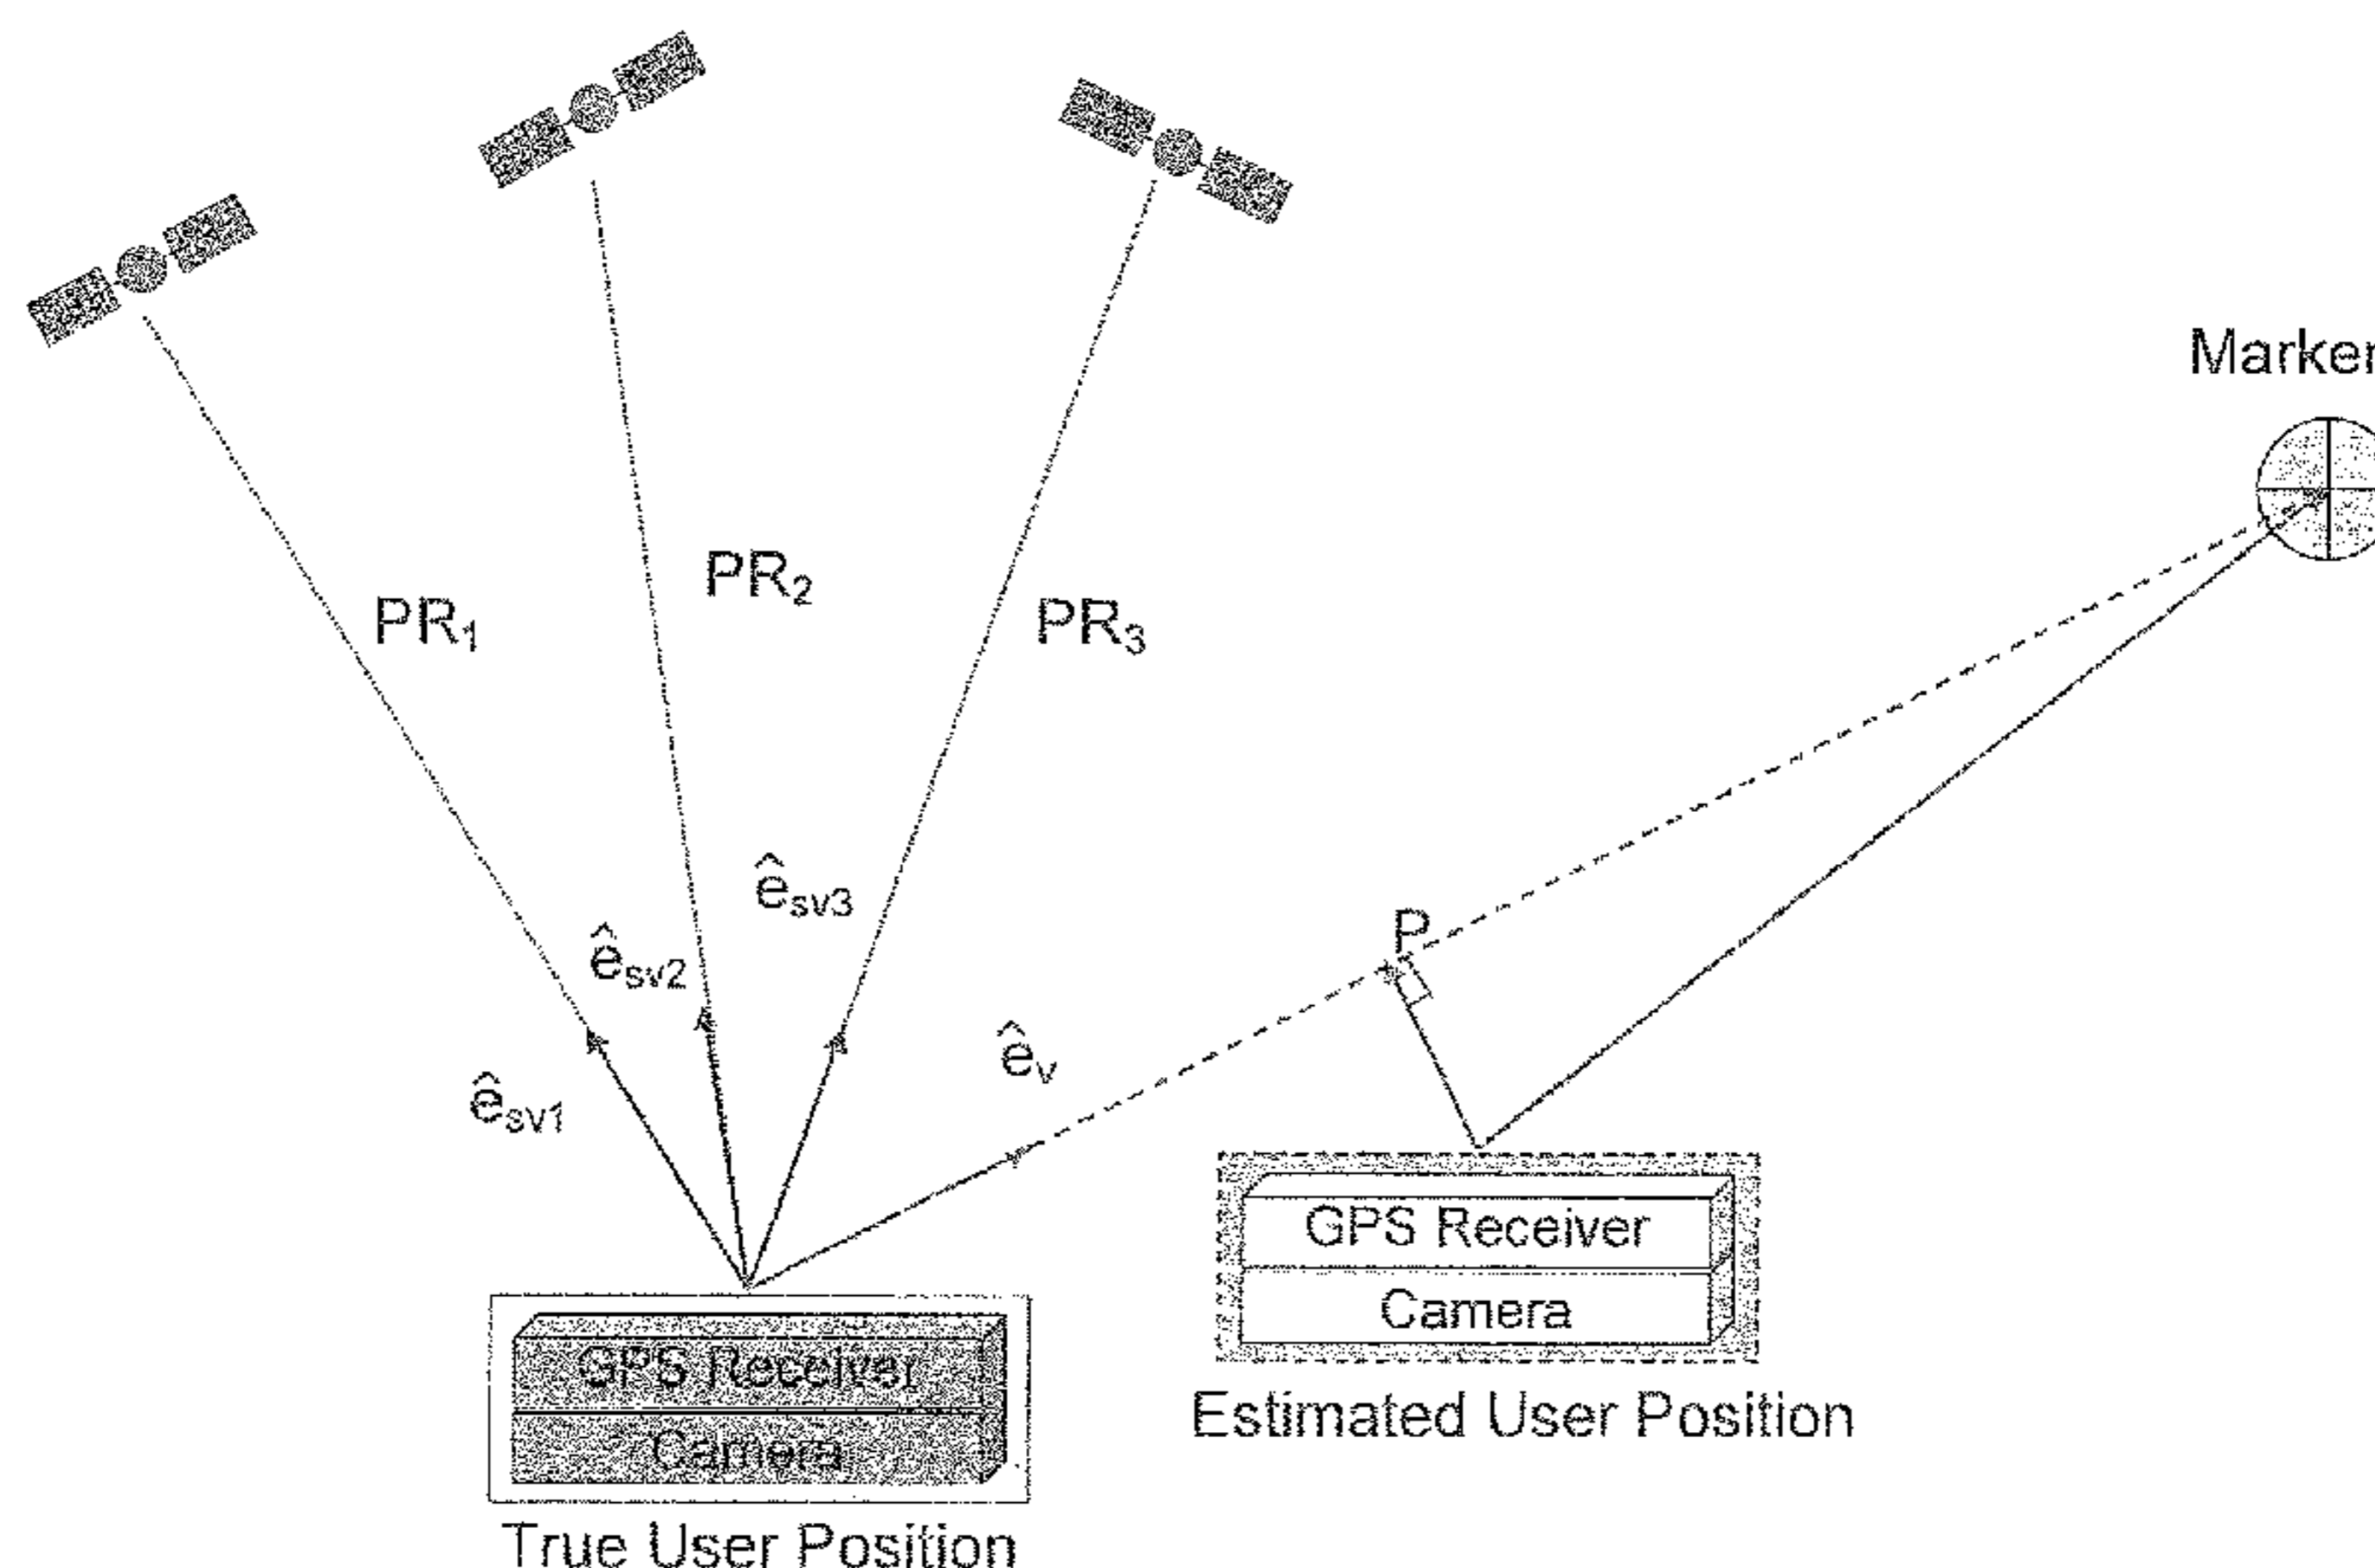 Marker
PR₂
PR₁
PR₃
ê_sv3
P
ê_sv2
ê_v
ê_sv1
GPS Receiver
Camera
GPS Receiver
Camera
Estimated User Position
True User Position